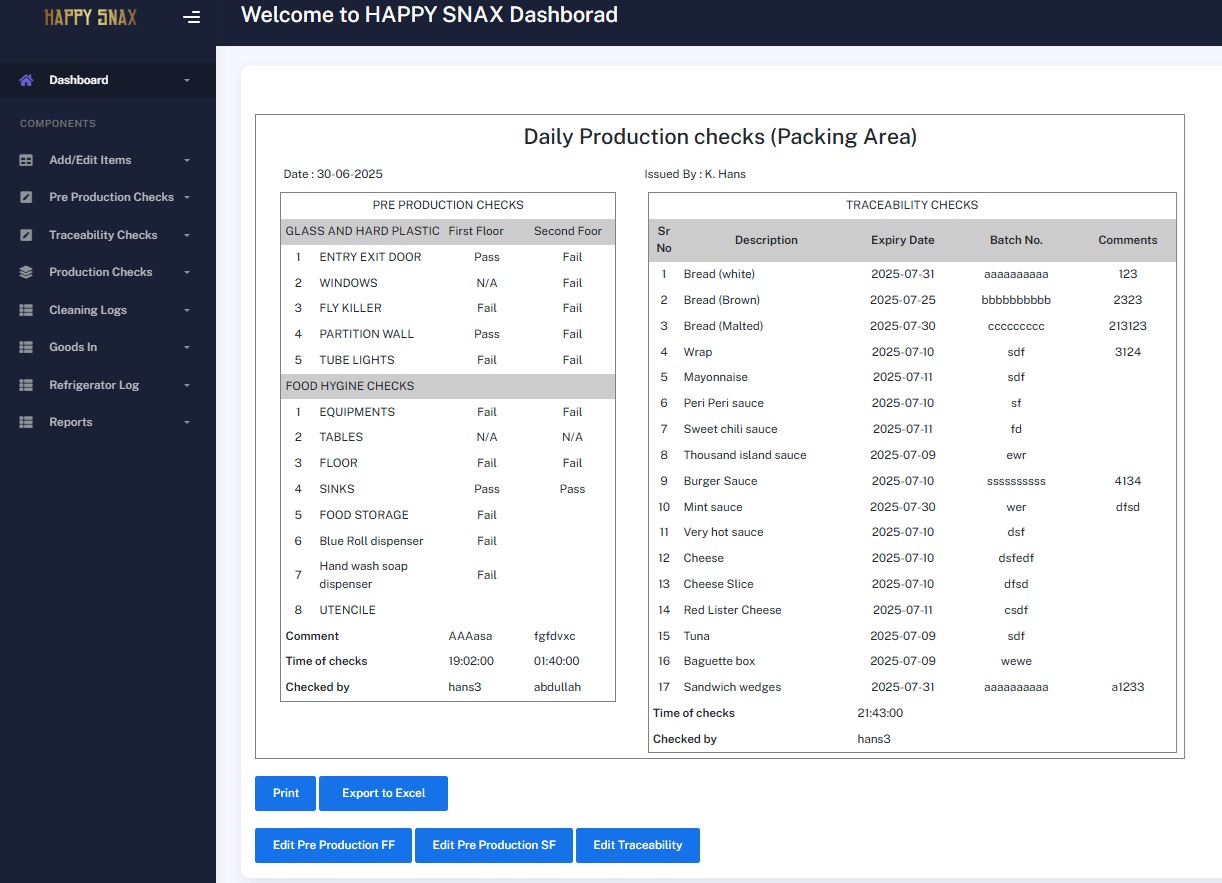 HAPPY SNAX
Welcome to HAPPY SNAX Dashborad
Dashboard
COMPONENTS
Add/Edit Items
Pre Production Checks
Traceability Checks
Production Checks
Cleaning Logs
Goods In
Refrigerator Log
Reports
Daily Production checks (Packing Area)
Date : 30-06-2025
Issued By : K. Hans
PRE PRODUCTION CHECKS
GLASS AND HARD PLASTIC First Floor Second Foor
1 ENTRY EXIT DOOR Pass Fail
2 WINDOWS N/A Fail
3 FLY KILLER Fail Fail
4 PARTITION WALL Pass Fail
5 TUBE LIGHTS Fail Fail
FOOD HYGINE CHECKS
1 EQUIPMENTS Fail Fail
2 TABLES N/A N/A
3 FLOOR Fail Fail
4 SINKS Pass Pass
5 FOOD STORAGE Fail
6 Blue Roll dispenser Fail
7 Hand wash soap
dispenser Fail
8 UTENCILE
Comment AAAasa fgfdvxc
Time of checks 19:02:00 01:40:00
Checked by hans3 abdullah
TRACEABILITY CHECKS
Sr
No Description Expiry Date Batch No. Comments
1 Bread (white) 2025-07-31 aaaaaaaaaa 123
2 Bread (Brown) 2025-07-25 bbbbbbbbbb 2323
3 Bread (Malted) 2025-07-30 ccccccccc 213123
4 Wrap 2025-07-10 sdf 3124
5 Mayonnaise 2025-07-11 sdf
6 Peri Peri sauce 2025-07-10 sf
7 Sweet chili sauce 2025-07-11 fd
8 Thousand island sauce 2025-07-09 ewr
9 Burger Sauce 2025-07-10 ssssssssss 4134
10 Mint sauce 2025-07-30 wer dfsd
11 Very hot sauce 2025-07-10 dsf
12 Cheese 2025-07-10 dsfedf
13 Cheese Slice 2025-07-10 dfsd
14 Red Lister Cheese 2025-07-11 csdf
15 Tuna 2025-07-09 sdf
16 Baguette box 2025-07-09 wewe
17 Sandwich wedges 2025-07-31 aaaaaaaaaa a1233
Time of checks 21:43:00
Checked by hans3
Print
Export to Excel
Edit Pre Production FF
Edit Pre Production SF
Edit Traceability